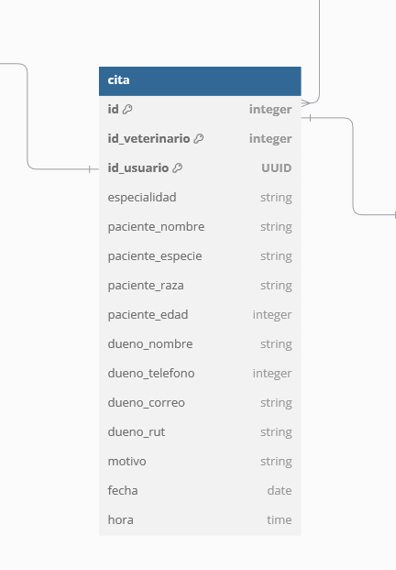 cita
id integer
id_veterinario integer
id_usuario UUID
especialidad string
paciente_nombre string
paciente_especie string
paciente_raza string
paciente_edad integer
dueno_nombre string
dueno_telefono integer
dueno_correo string
dueno_rut string
motivo string
fecha date
hora time